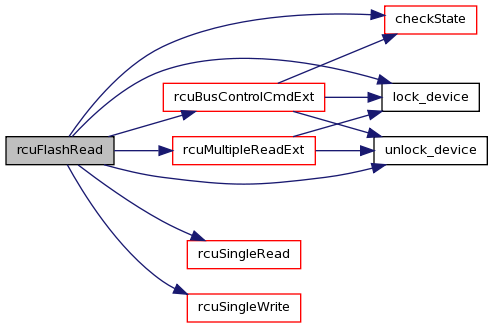 checkState
rcuBusControlCmdExt
lock_device
rcuFlashRead
rcuMultipleReadExt
unlock_device
rcuSingleRead
rcuSingleWrite